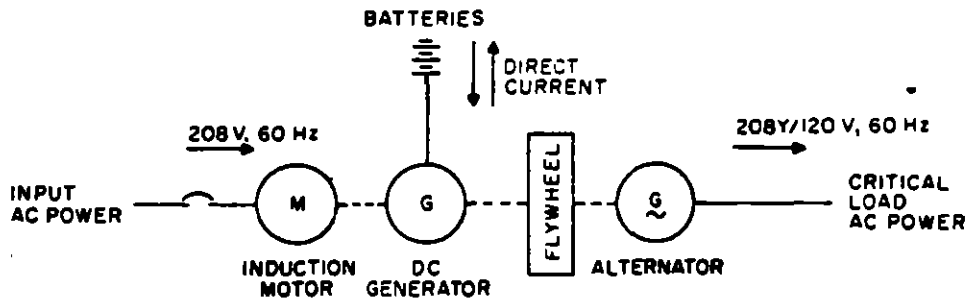 BATTERIES
DIRECT
CURRENT
208 V, 60 Hz
208Y/120 V, 60 Hz
INPUT
AC POWER
M
G
FLYWHEEL
G
~
CRITICAL
LOAD
AC POWER
INDUCTION
MOTOR
DC
GENERATOR
ALTERNATOR